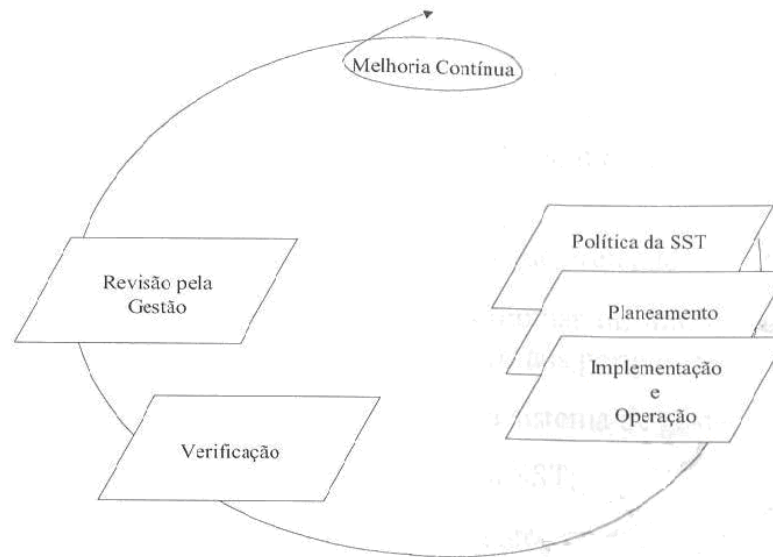 Melhoria Contínua
Política da SST
Planeamento
Implementação
e
Operação
Verificação
Revisão pela
Gestão